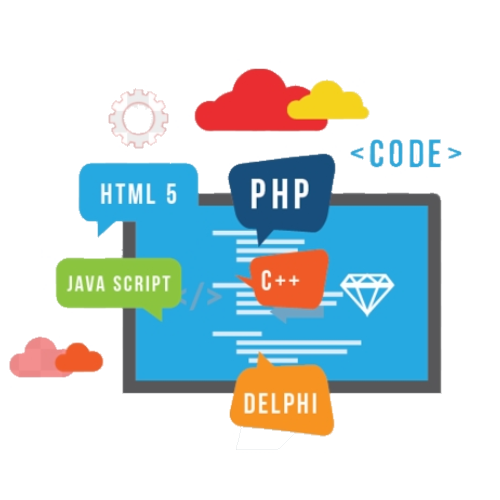 <CODE>
HTML 5
PHP
JAVA SCRIPT
C++
/>
DELPHI